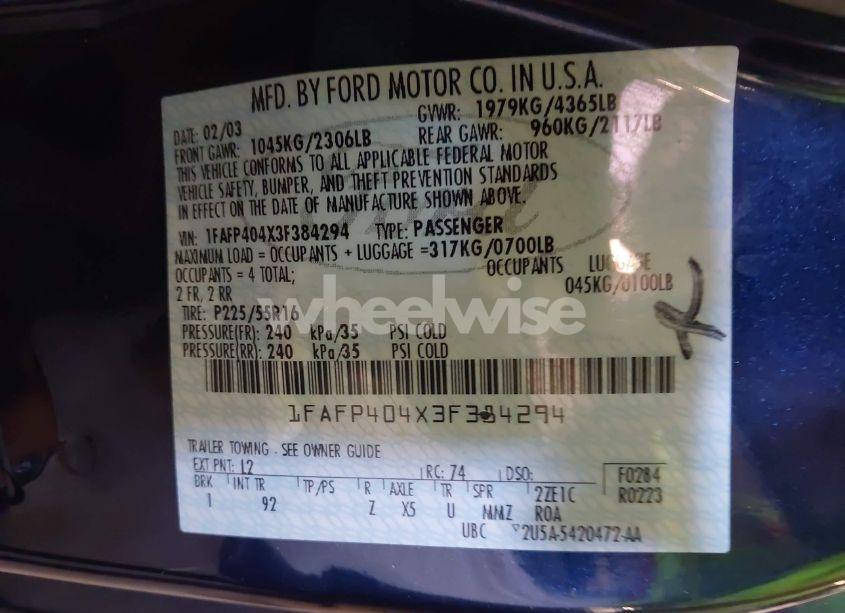 MFD. BY FORD MOTOR CO. IN U.S.A.
DATE: 02/03 GVWR: 1979KG/4365LB
FRONT GAWR: 1045KG/2306LB REAR GAWR: 960KG/2117LB
THIS VEHICLE CONFORMS TO ALL APPLICABLE FEDERAL MOTOR
VEHICLE SAFETY, BUMPER, AND THEFT PREVENTION STANDARDS
IN EFFECT ON THE DATE OF MANUFACTURE SHOWN ABOVE.
VIN: 1FAFP404X3F384294 TYPE: PASSENGER
MAXIMUM LOAD = OCCUPANTS + LUGGAGE = 317KG/0700LB
OCCUPANTS = 4 TOTAL; OCCUPANTS LUGGAGE
2 FR, 2 RR 045KG/0100LB
TIRE: P225/55R16
PRESSURE(FR): 240 kPa/35 PSI COLD
PRESSURE(RR): 240 kPa/35 PSI COLD
wheelwise
1FAFP404X3F384294
TRAILER TOWING - SEE OWNER GUIDE
EXT PNT: L2 RC: 74 DSO: F0284
BRK INT TR TP/PS R AXLE TR SPR 2ZE1C R0223
1 92 Z X5 U MMZ ROA
UBC 2U5A-5420472-AA